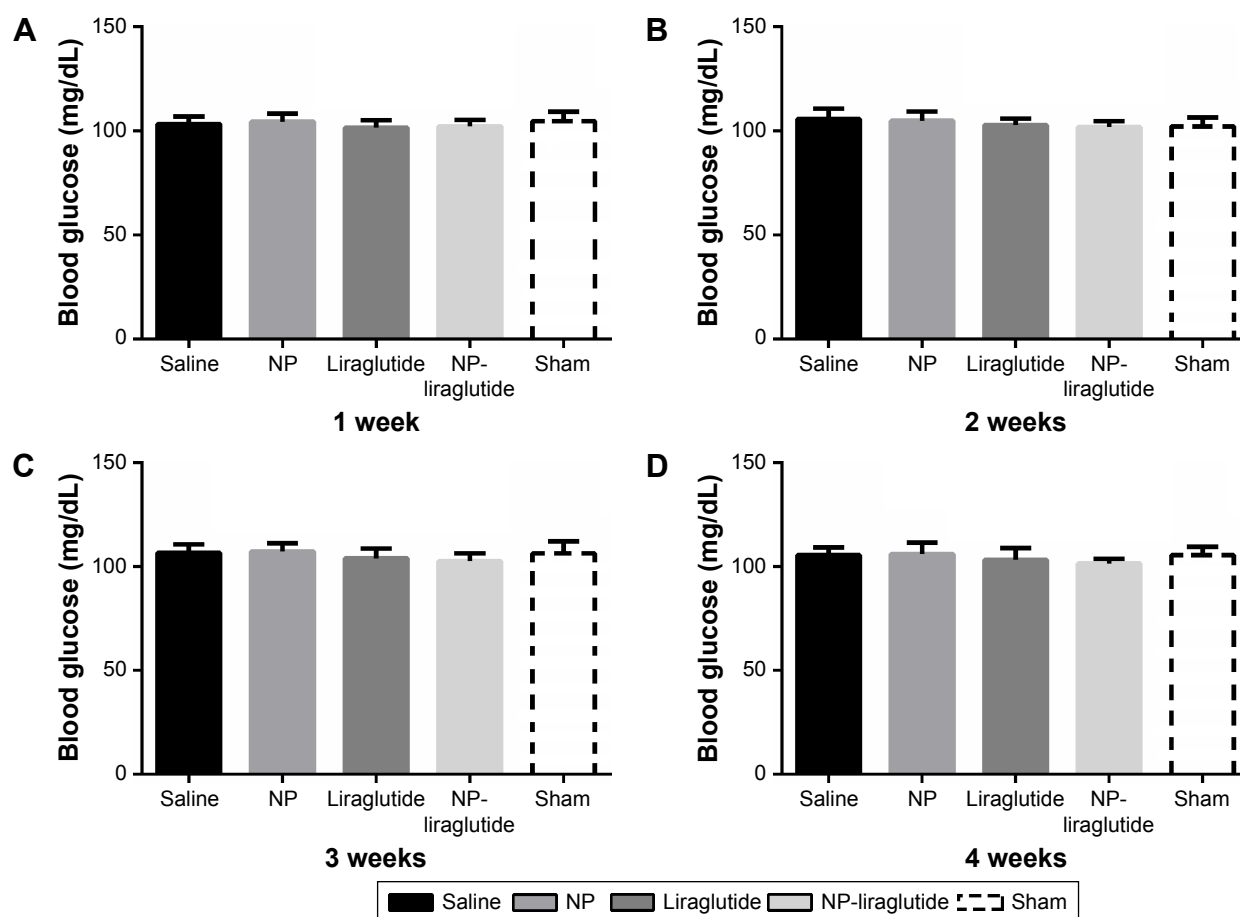 A
Blood glucose (mg/dL)
150
100
50
0
Saline NP Liraglutide NP- Sham
liraglutide
1 week
B
Blood glucose (mg/dL)
150
100
50
0
Saline NP Liraglutide NP- Sham
liraglutide
2 weeks
C
Blood glucose (mg/dL)
150
100
50
0
Saline NP Liraglutide NP- Sham
liraglutide
3 weeks
D
Blood glucose (mg/dL)
150
100
50
0
Saline NP Liraglutide NP- Sham
liraglutide
4 weeks
Saline NP Liraglutide NP-liraglutide Sham